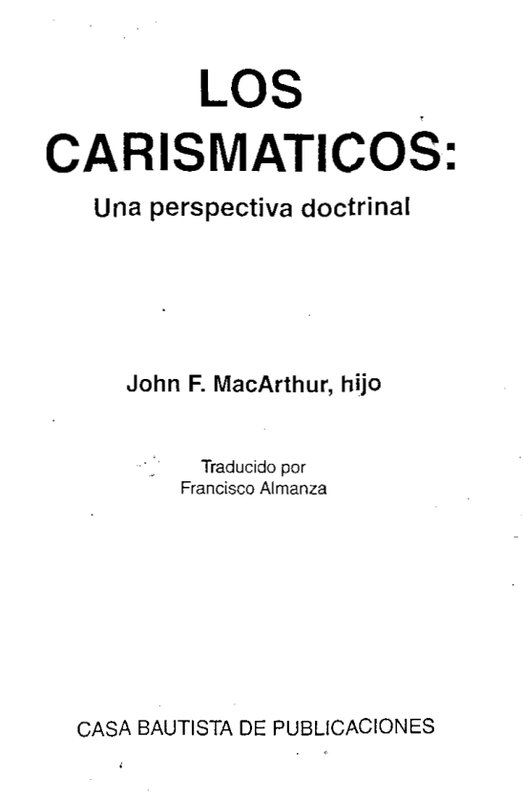 LOS
CARISMATICOS:
Una perspectiva doctrinal
John F. MacArthur, hijo
Traducido por
Francisco Almanza
CASA BAUTISTA DE PUBLICACIONES